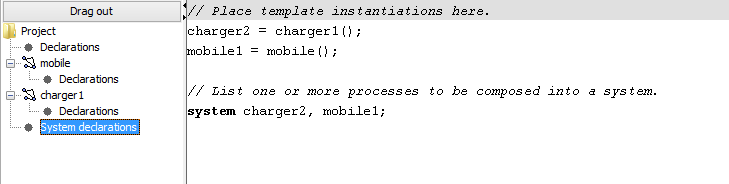 Drag out
Project
Declarations
mobile
Declarations
charger1
Declarations
System declarations
// Place template instantiations here.
charger2 = charger1();
mobile1 = mobile();
// List one or more processes to be composed into a system.
system charger2, mobile1;